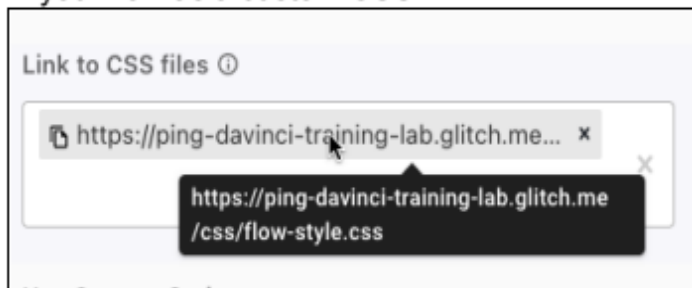 Link to CSS files ⓘ
https://ping-davinci-training-lab.glitch.me... ×
×
https://ping-davinci-training-lab.glitch.me
/css/flow-style.css